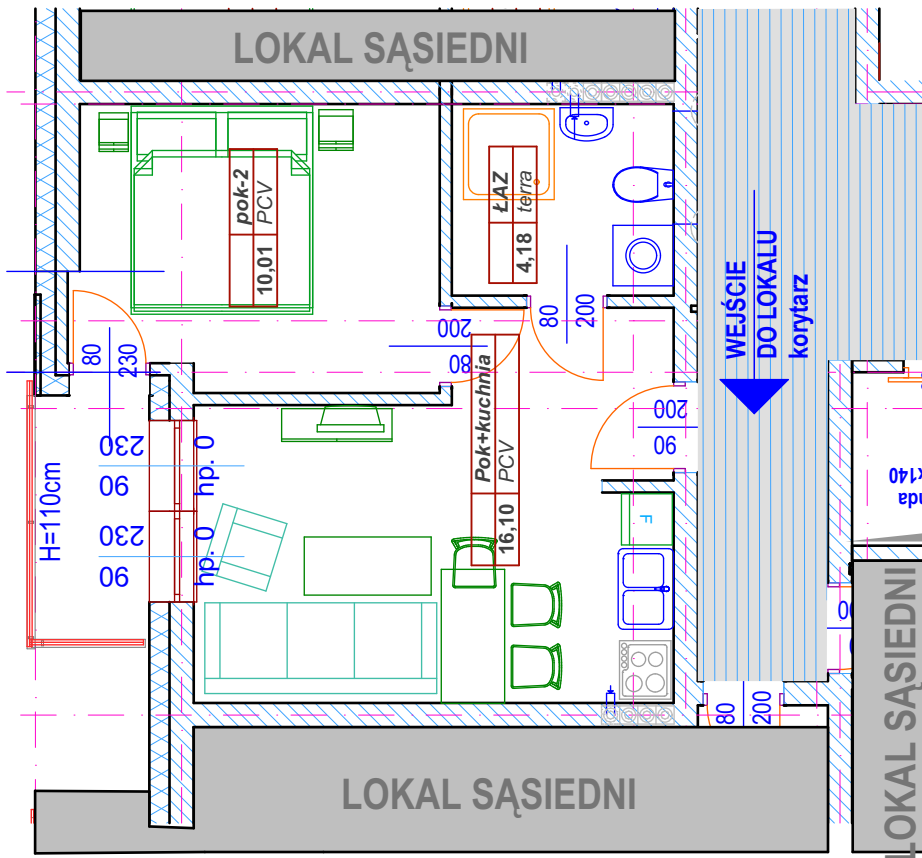 LOKAL SĄSIEDNI
pok-2
PCV
10,01
ŁAZ
terra
4,18
80
200
WEJŚCIE
DO LOKALU
korytarz
80
230
200
80
Pok+kuchnia
PCV
16,10
200
90
H=110cm
230
90
hp. 0
230
90
hp. 0
F
x140
LOKAL SĄSIEDNI
80
200
LOKAL SĄSIEDNI